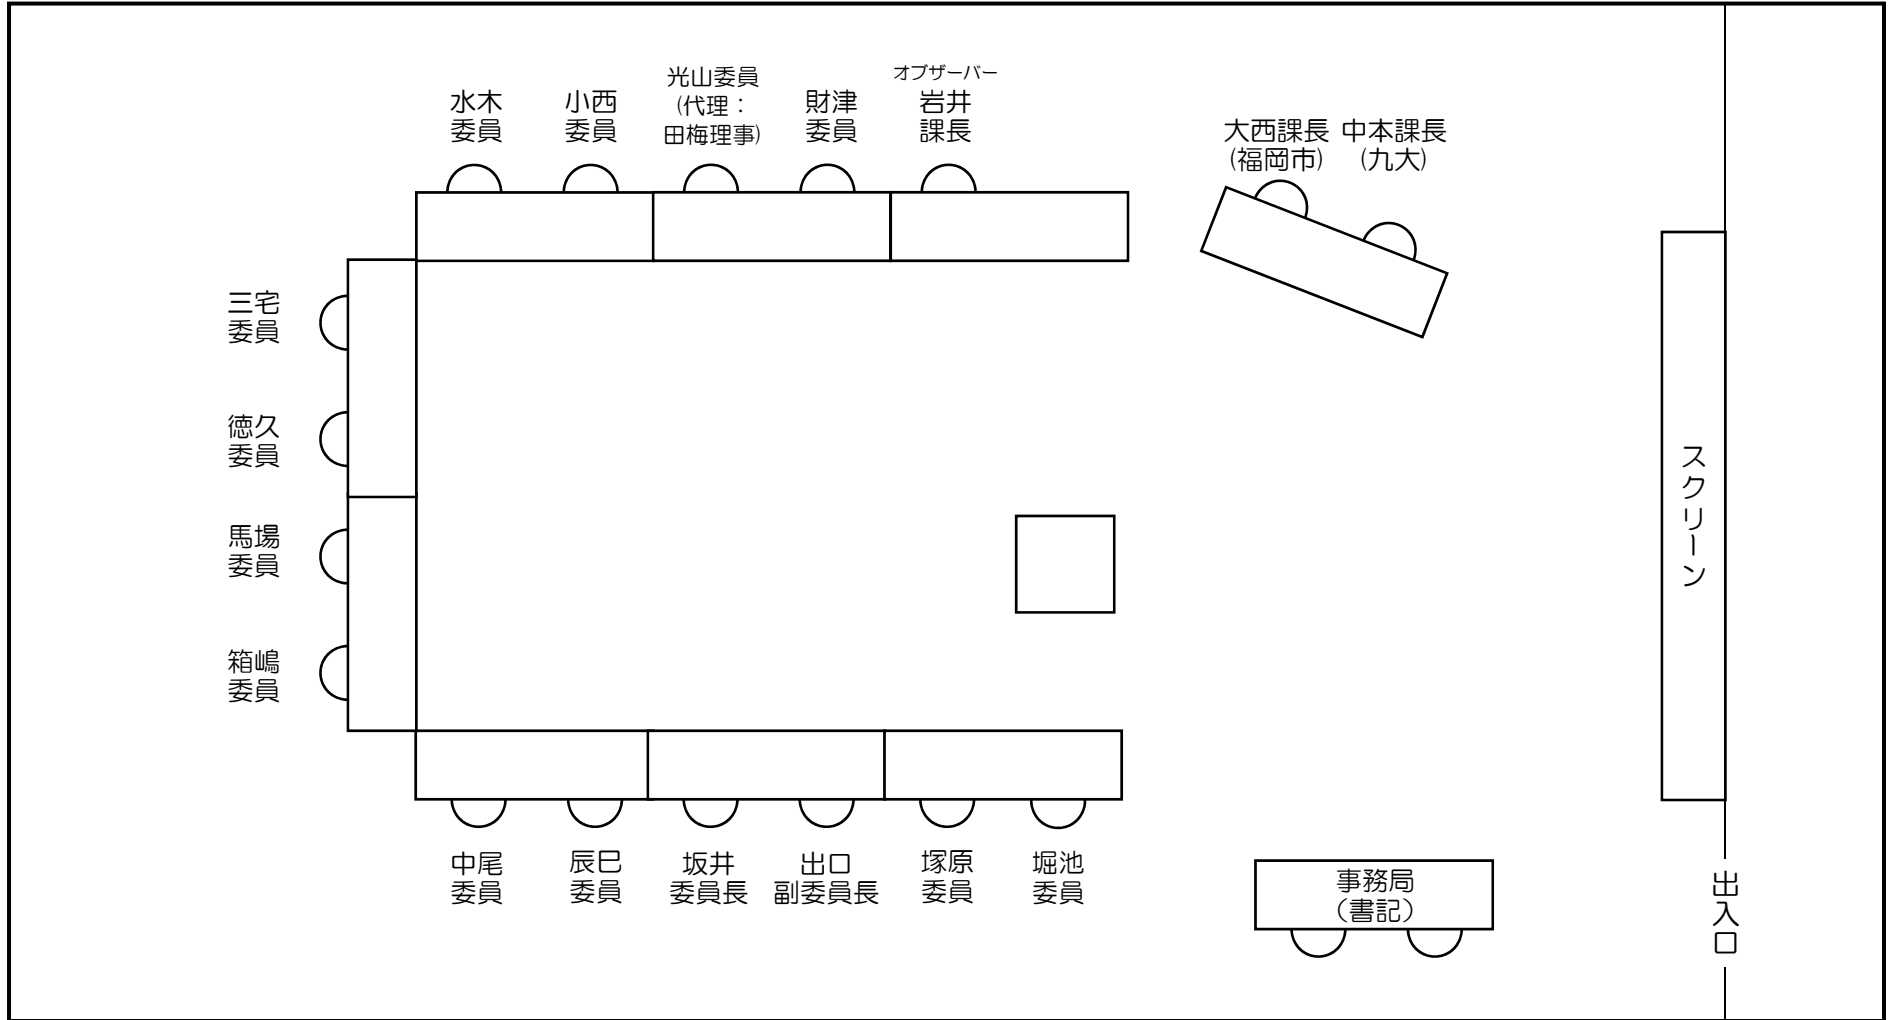 水木
委員
小西
委員
光山委員
(代理：
田梅理事)
財津
委員
オブザーバー
岩井
課長
大西課長
(福岡市)
中本課長
(九大)
三宅
委員
徳久
委員
馬場
委員
箱嶋
委員
スクリーン
中尾
委員
辰巳
委員
坂井
委員長
出口
副委員長
塚原
委員
堀池
委員
事務局
（書記）
出入口